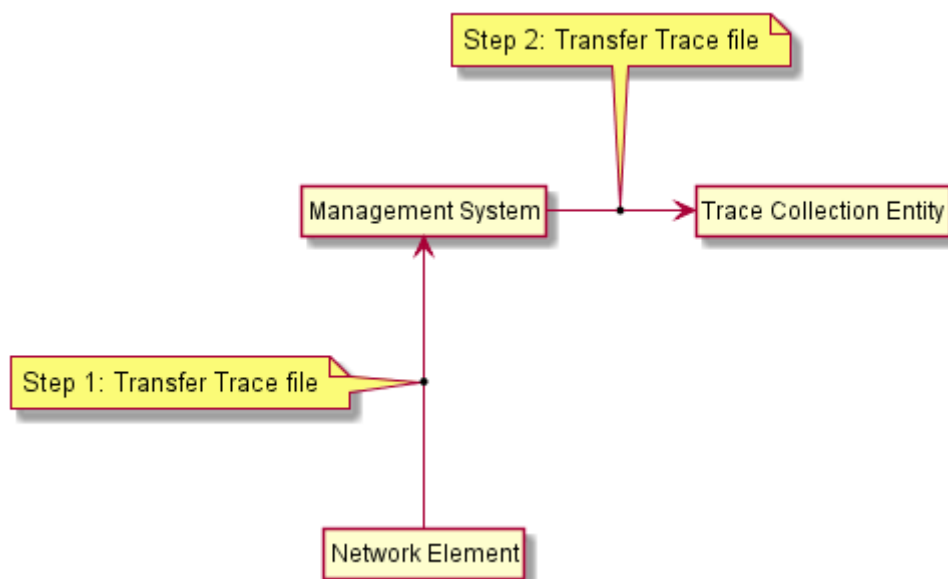 Step 2: Transfer Trace file
Management System
Trace Collection Entity
Step 1: Transfer Trace file
Network Element